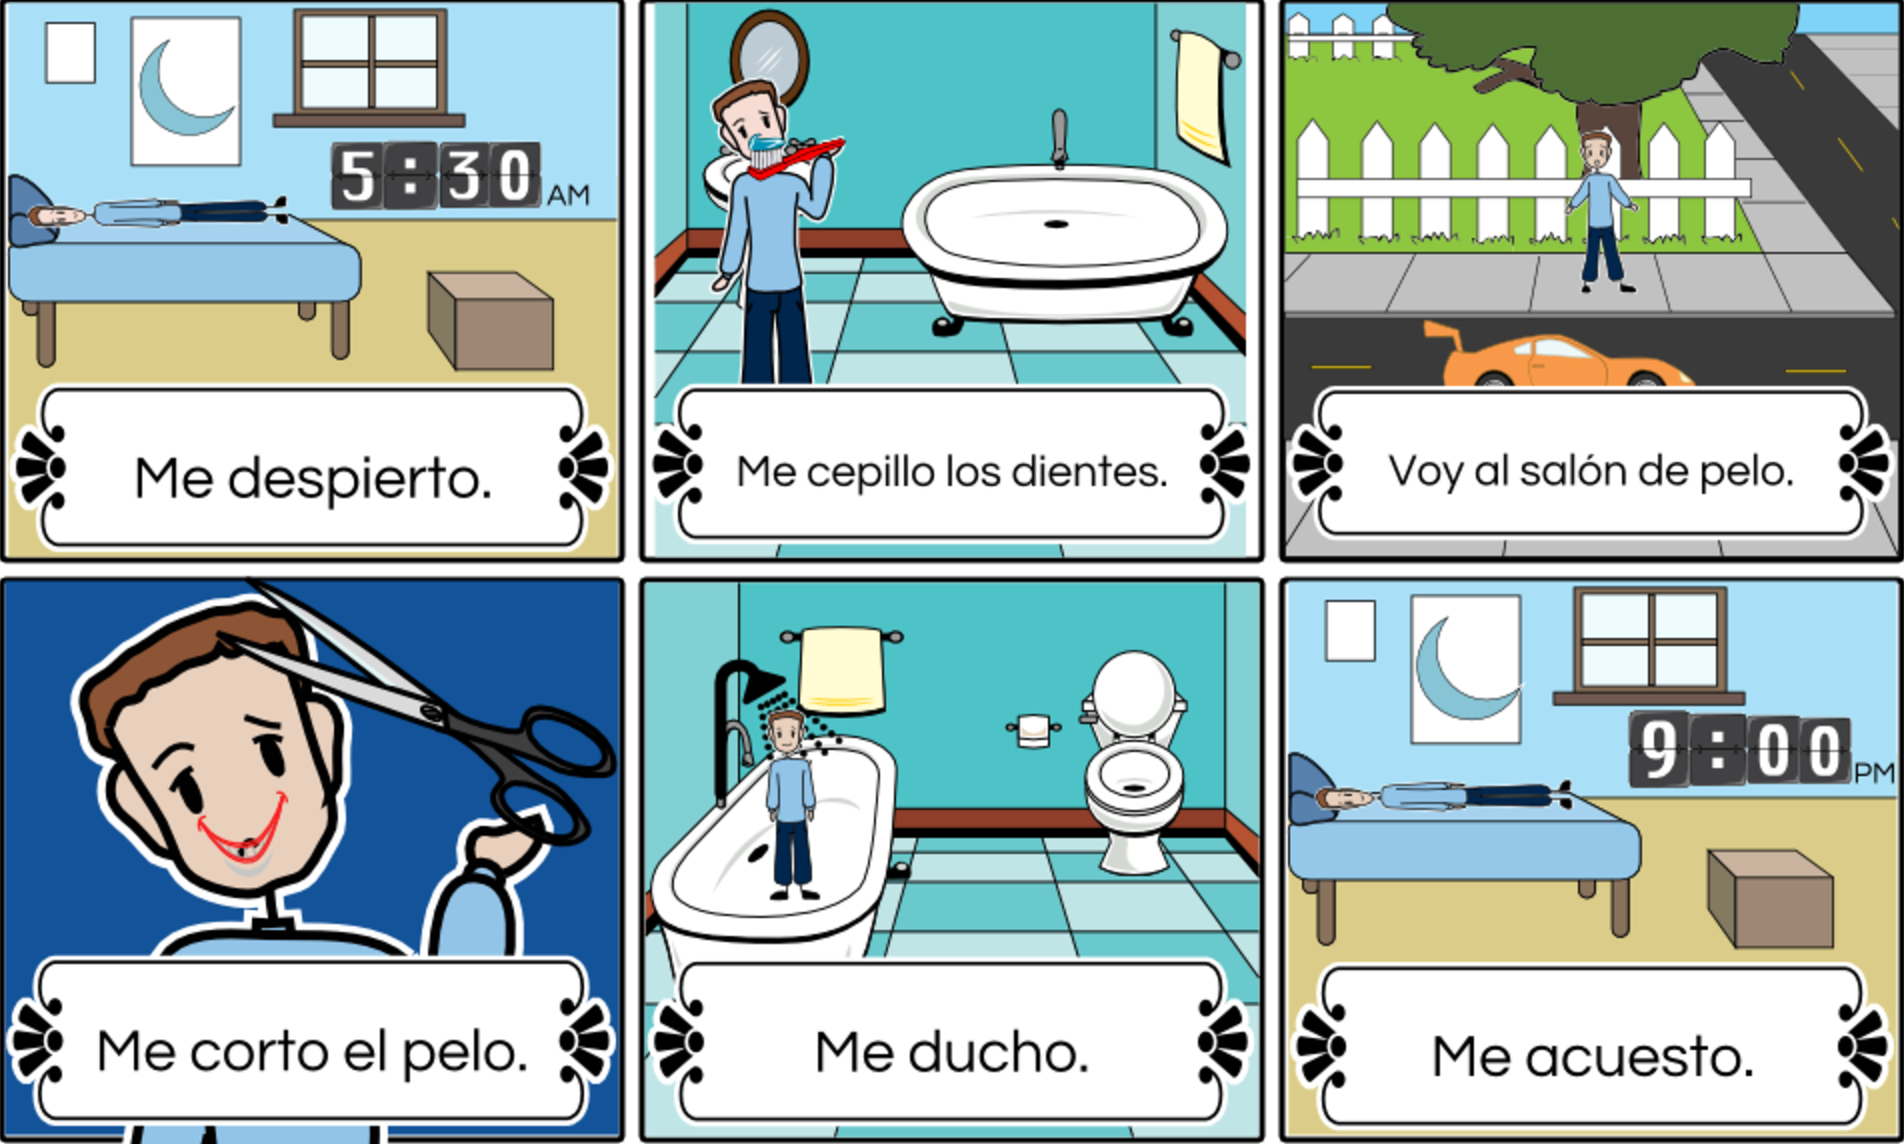 5:30 AM
Me despierto.
Me cepillo los dientes.
Voy al salón de pelo.
Me corto el pelo.
Me ducho.
9:00 PM
Me acuesto.